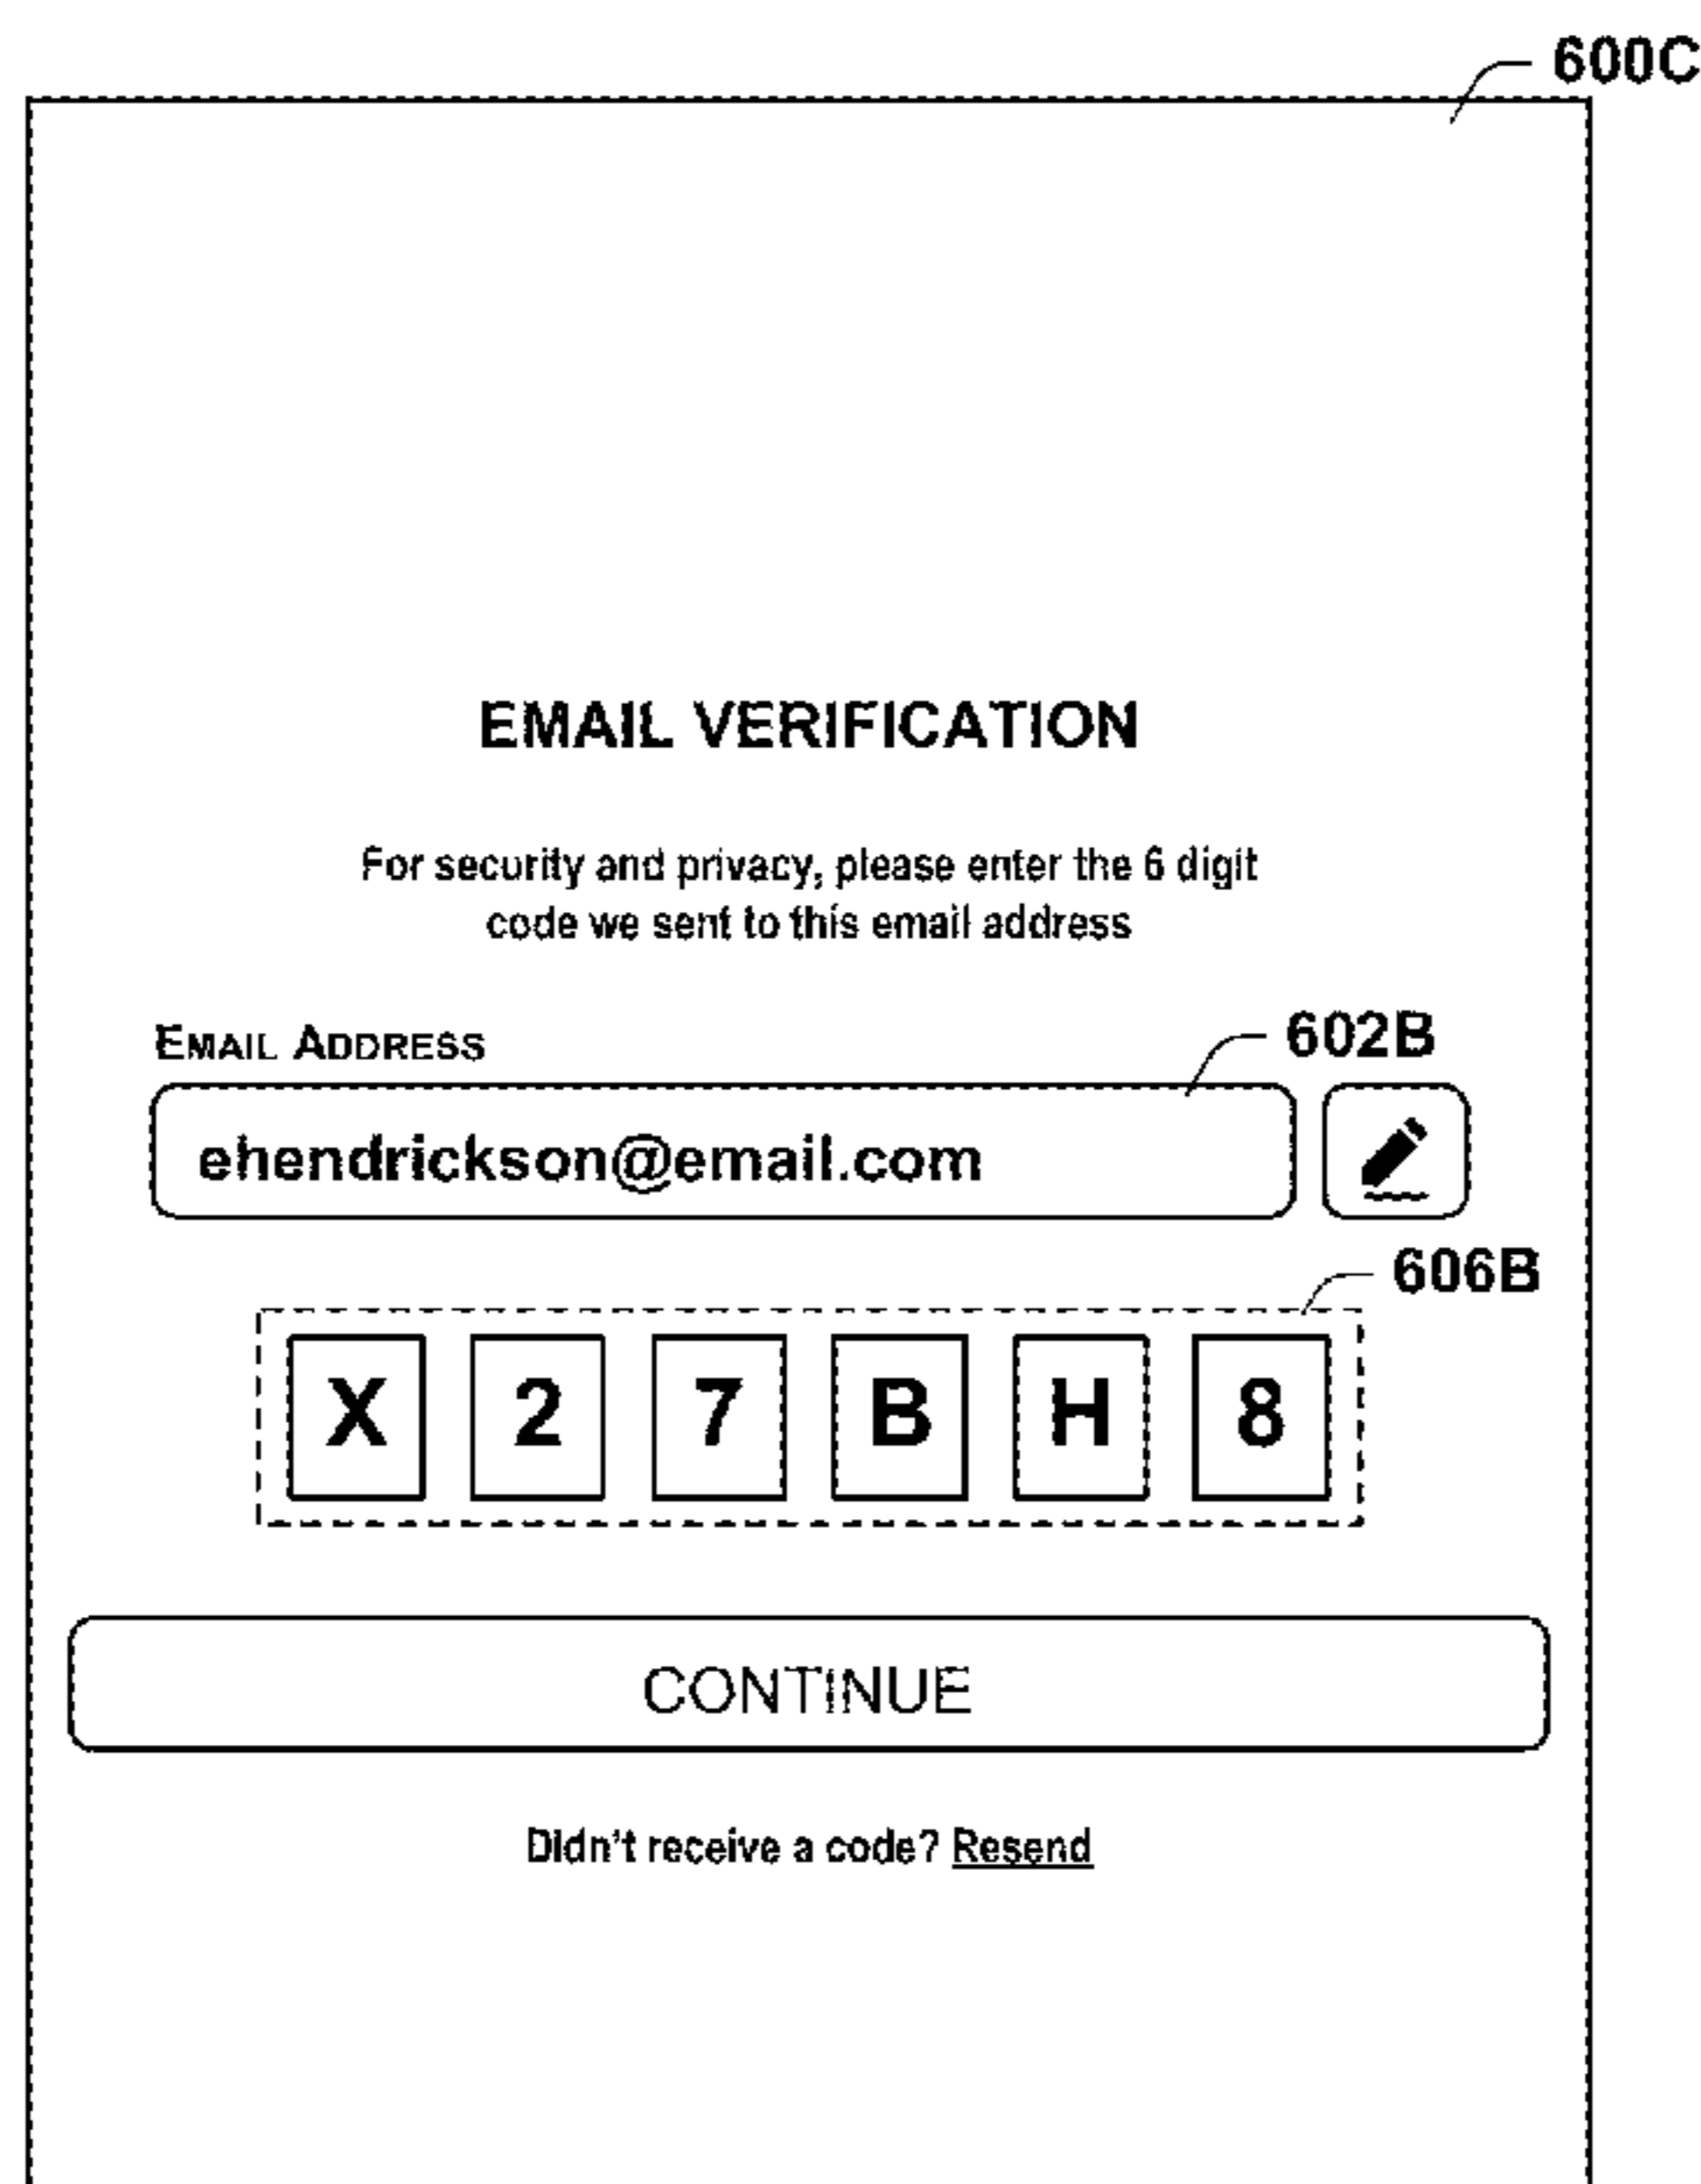 600C
EMAIL VERIFICATION
For security and privacy, please enter the 6 digit
code we sent to this email address
EMAIL ADDRESS
602B
ehendrickson@email.com
606B
X 2 7 B H 8
CONTINUE
Didn't receive a code? Resend